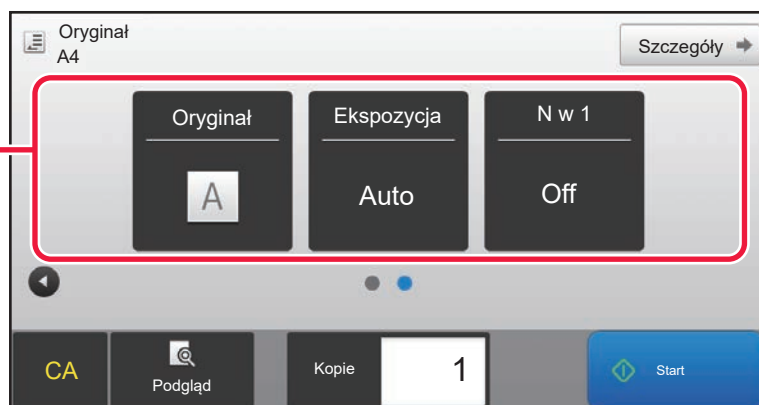 Oryginał
A4
Szczegóły
Oryginał
Ekspozycja
N w 1
A
Auto
Off
CA
Podgląd
Kopie
1
Start